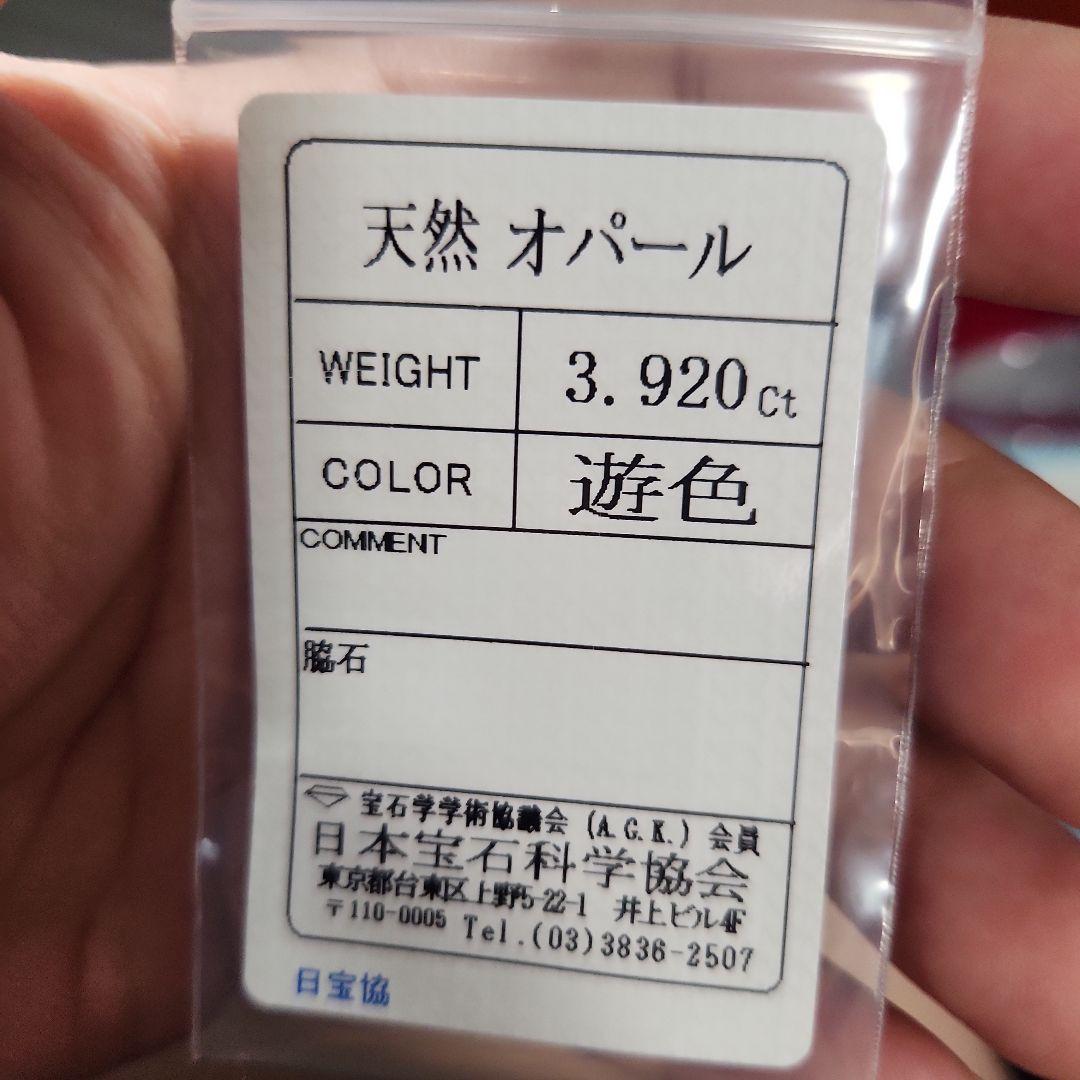 天然 オパール
WEIGHT 3.920ct
COLOR 遊色
COMMENT
脇石
宝石学学術協議会 (A.G.K.) 会員
日本宝石科学協会
東京都台東区上野5-22-1 井上ビル4F
〒110-0005 Tel.(03)3836-2507
日宝協